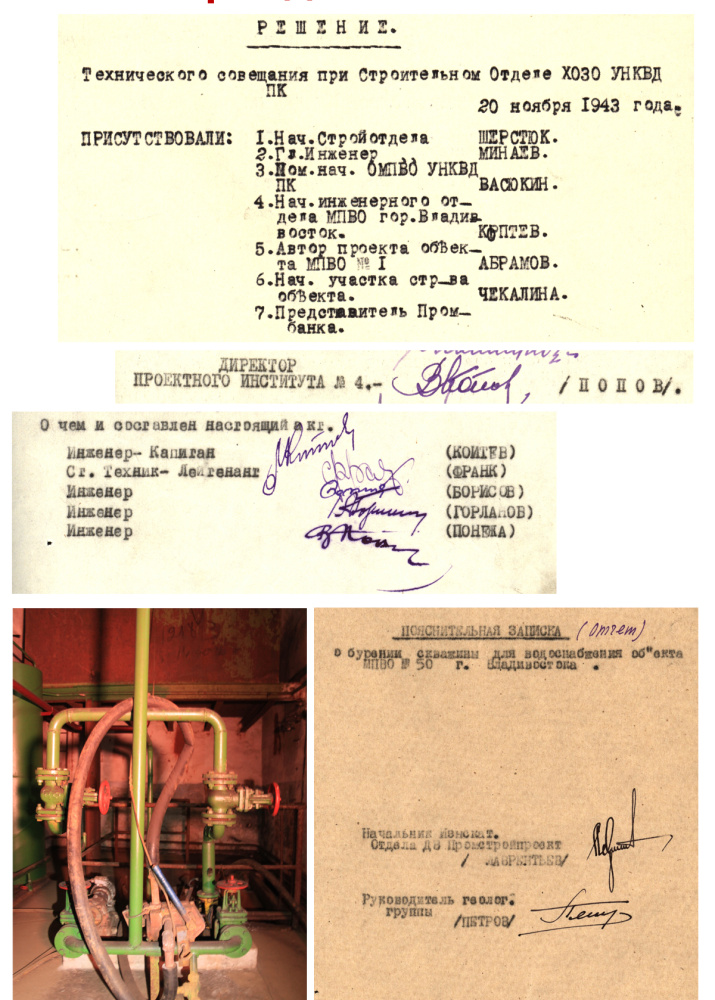 РЕШЕНИЕ.
Технического совещания при Строительном Отделе ХОЗО УНКВД
ПК
20 ноября 1943 года.
ПРИСУТСТВОВАЛИ: 1.Нач.Стройотдела ШЕРСТЮК.
2.Гл.Инженер МИНАЕВ.
3.Пом.нач. ОМПВО УНКВД
ПК ВАСЮКИН.
4.Нач.инженерного от-
дела МПВО гор.Владив-
восток. КОПТЕВ.
5.Автор проекта объек-
та МПВО № I АБРАМОВ.
6.Нач. участка стр-ва
объекта. ЧЕКАЛИНА.
7.Представитель Пром-
банка.
ДИРЕКТОР
ПРОЕКТНОГО ИНСТИТУТА № 4.- /ПОПОВ/.
О чем и составлен настоящий акт.
Инженер-Капитан (КОПТЕВ)
Ст. Техник-Лейтенант (ФРАНК)
Инженер (БОРИСОВ)
Инженер (ГОРЛАНОВ)
Инженер (ПОНЕКА)
ПОЯСНИТЕЛЬНАЯ ЗАПИСКА (Отчет)
о бурении скважины для водоснабжения об"екта
МПВО № 50 г. Владивостока .
Начальник Изыскат.
Отдела ДВ Промстройпроект
/ ЛАВРЕНТЬЕВ/
Руководитель геолог.
группы
/ПЕТРОВ/